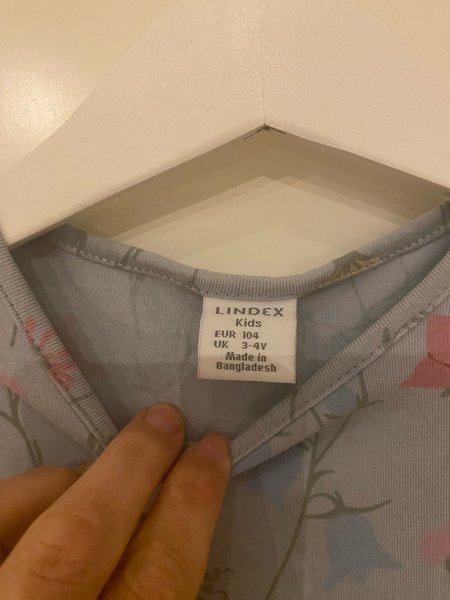 LINDEX
Kids
EUR 104
UK 3-4Y
Made in
Bangladesh